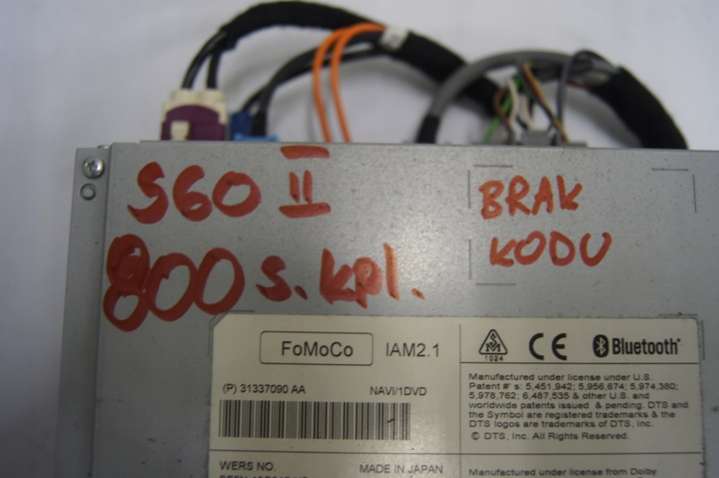 S60 II
BRAK
KODU
800 s. kpl.
FoMoCo
IAM2.1
1024
CE
Bluetooth
(P) 31337090 AA
NAVI/1DVD
Manufactured under license under U.S.
Patent #'s: 5,451,942; 5,956,674; 5,974,380;
5,978,762; 6,487,535 & other U.S. and
worldwide patents issued & pending. DTS and
the Symbol are registered trademarks & the
DTS logos are trademarks of DTS, Inc.
© DTS, Inc. All Rights Reserved.
WERS NO.
MADE IN JAPAN
Manufactured under license from Dolby